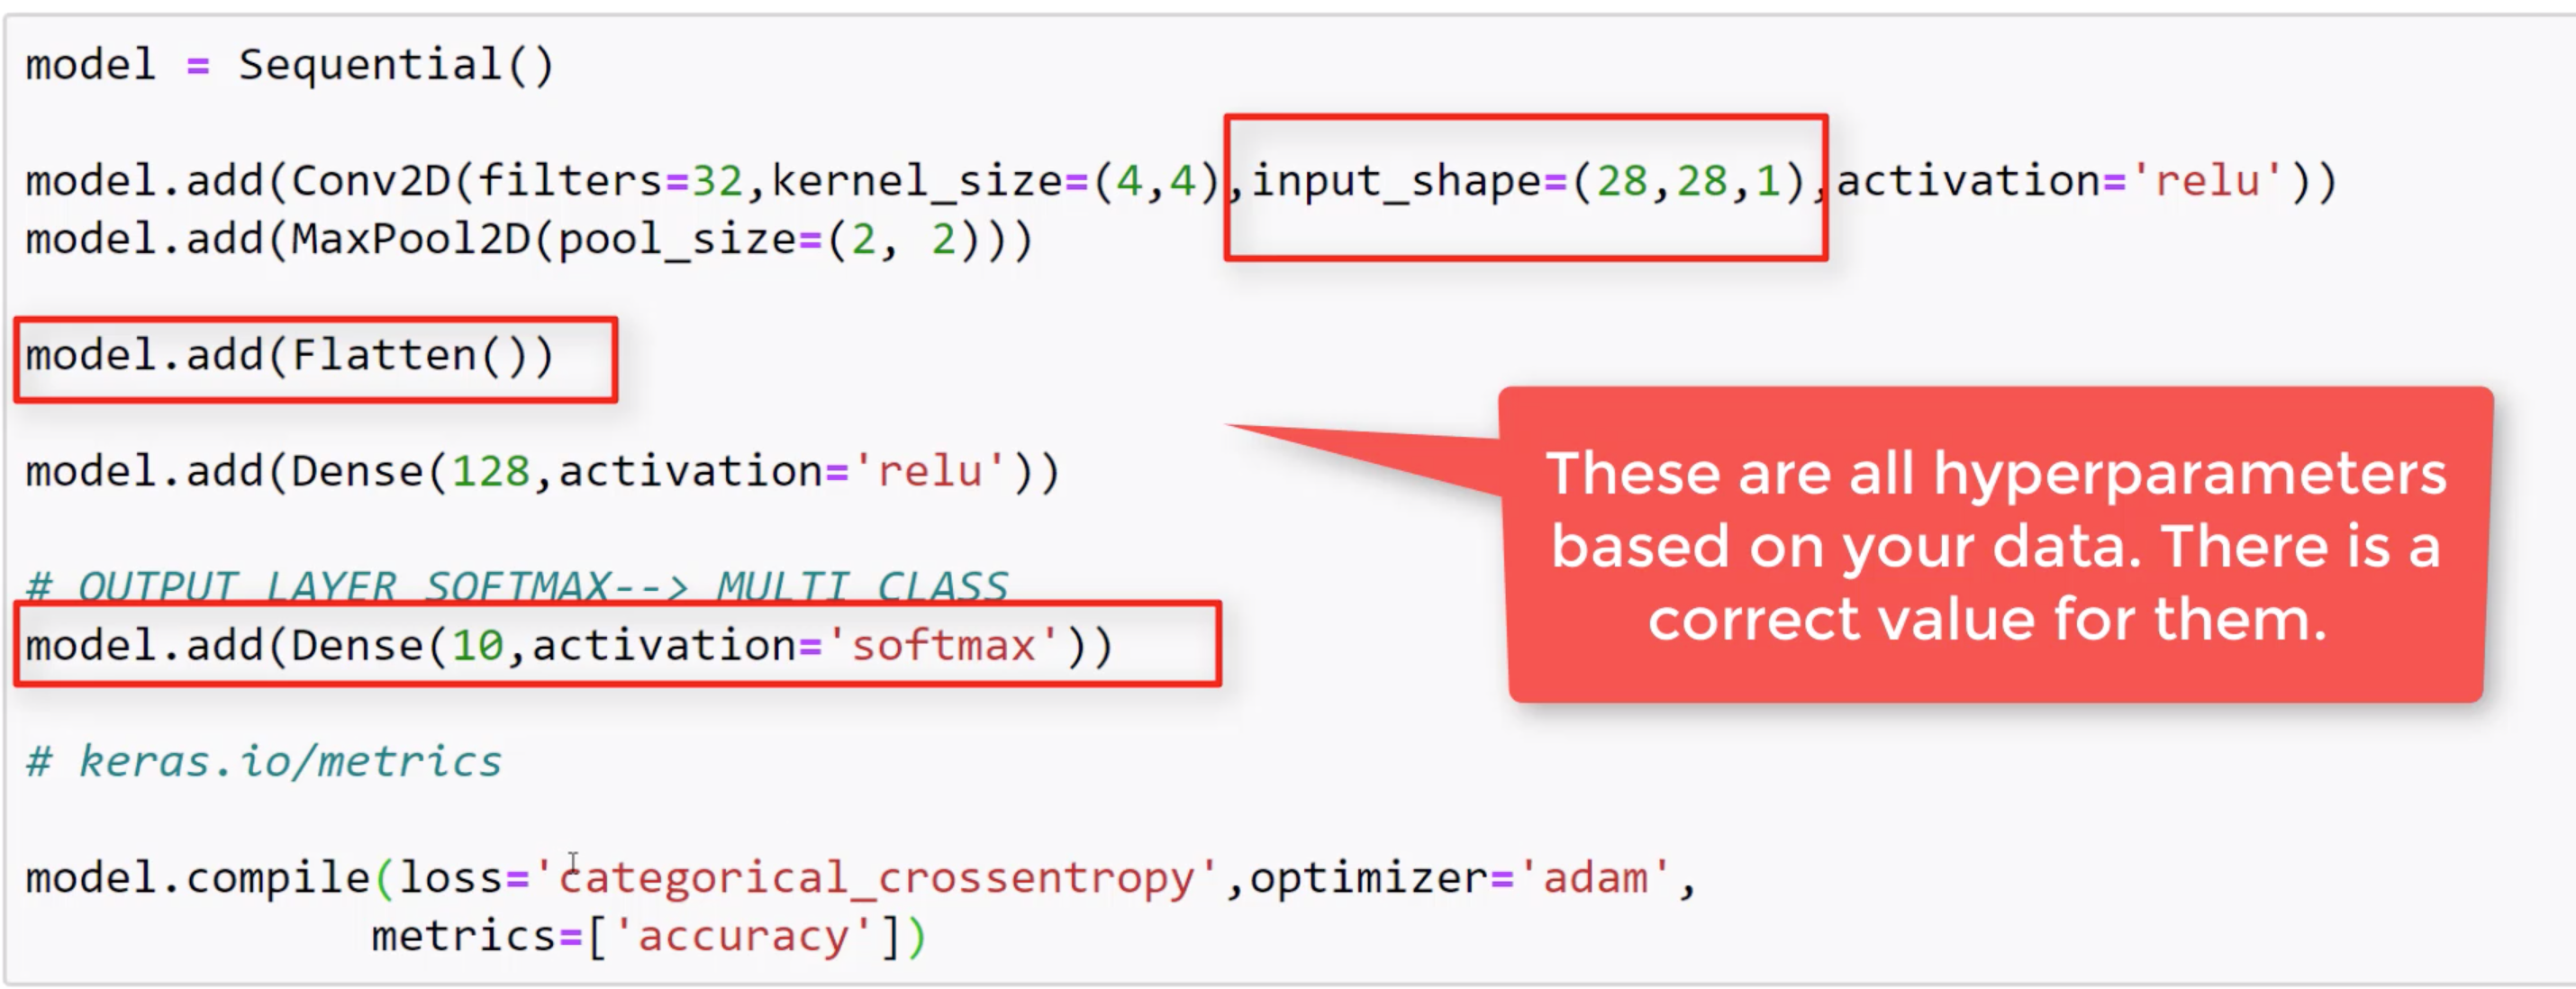 model = Sequential()
model.add(Conv2D(filters=32,kernel_size=(4,4),input_shape=(28,28,1),activation='relu'))
model.add(MaxPool2D(pool_size=(2, 2)))
model.add(Flatten())
model.add(Dense(128,activation='relu'))
# OUTPUT LAYER SOFTMAX--> MULTI CLASS
model.add(Dense(10,activation='softmax'))
# keras.io/metrics
model.compile(loss='categorical_crossentropy',optimizer='adam',
metrics=['accuracy'])
These are all hyperparameters
based on your data. There is a
correct value for them.